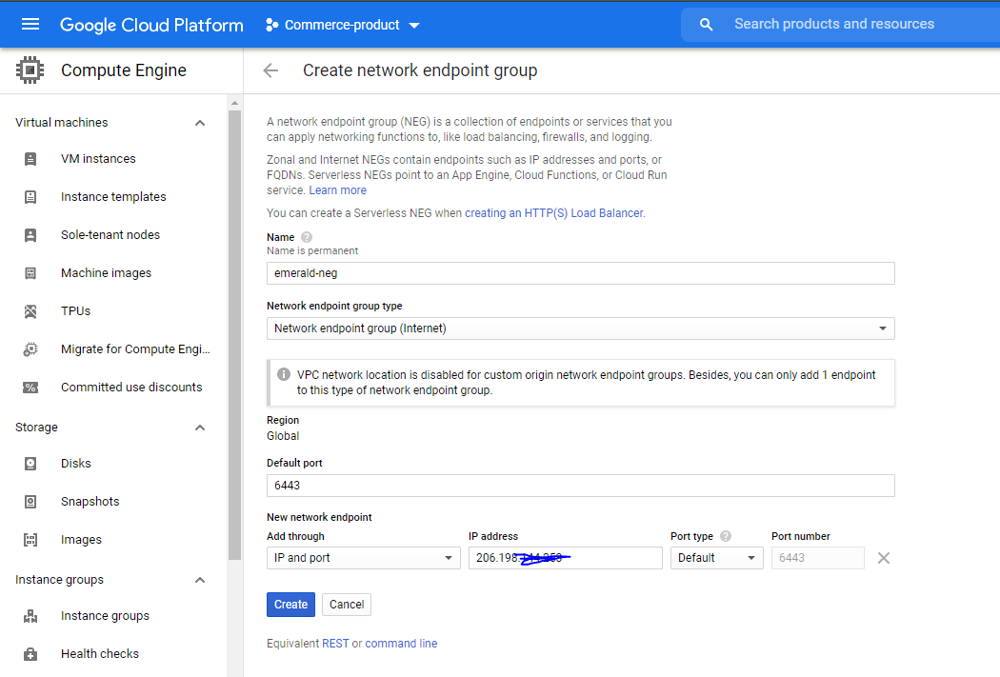 Google Cloud Platform
Commerce-product
Search products and resources
Compute Engine
Create network endpoint group
Virtual machines
VM instances
Instance templates
Sole-tenant nodes
Machine images
TPUs
Migrate for Compute Engi...
Committed use discounts
Storage
Disks
Snapshots
Images
Instance groups
Instance groups
Health checks
A network endpoint group (NEG) is a collection of endpoints or services that you
can apply networking functions to, like load balancing, firewalls, and logging.
Zonal and Internet NEGs contain endpoints such as IP addresses and ports, or
FQDNs. Serverless NEGs point to an App Engine, Cloud Functions, or Cloud Run
service. Learn more
You can create a Serverless NEG when creating an HTTP(S) Load Balancer.
Name
Name is permanent
emerald-neg
Network endpoint group type
Network endpoint group (Internet)
VPC network location is disabled for custom origin network endpoint groups. Besides, you can only add 1 endpoint
to this type of network endpoint group.
Region
Global
Default port
6443
New network endpoint
Add through IP address Port type Port number
IP and port 206.198. Default 6443
Create Cancel
Equivalent REST or command line